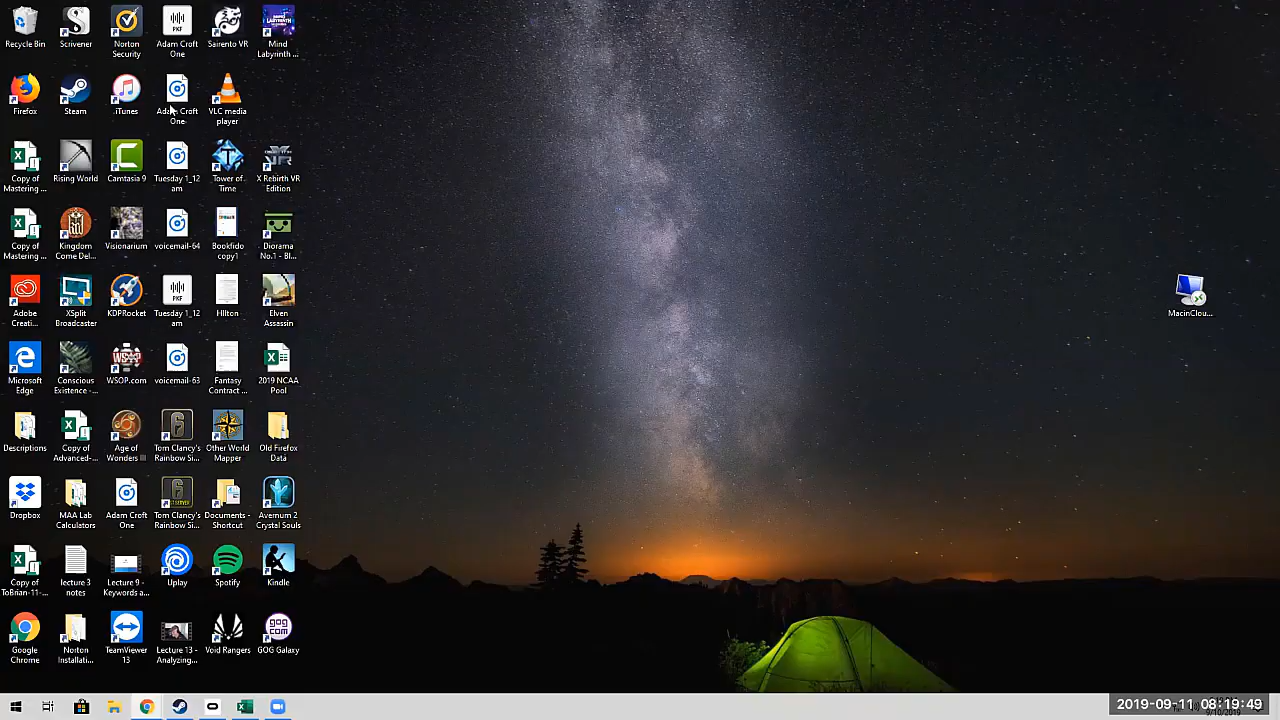 Recycle Bin
Scrivener
Norton
Security
Adam Croft
One
Sairento VR
Mind
Labyrinth ...
Firefox
Steam
iTunes
Adam Croft
One-
VLC media
player
Copy of
Mastering ...
Rising World
Camtasia 9
Tuesday 1_12
am
Tower of
Time
X Rebirth VR
Edition
Copy of
Mastering ...
Kingdom
Come Del...
Visionarium
voicemail-64
Bookfido
copy1
Diorama
No.1 - Bl...
Adobe
Creati...
XSplit
Broadcaster
KDPRocket
Tuesday 1_12
am
HIlton
Elven
Assassin
Microsoft
Edge
Conscious
Existence -...
WSOP.com
voicemail-63
Fantasy
Contract ...
2019 NCAA
Pool
Descriptions
Copy of
Advanced-...
Age of
Wonders III
Tom Clancy's
Rainbow Si...
Other World
Mapper
Old Firefox
Data
Dropbox
MAA Lab
Calculators
Adam Croft
One
Tom Clancy's
Rainbow Si...
Documents -
Shortcut
Avernum 2
Crystal Souls
Copy of
ToBrian-11-...
lecture 3
notes
Lecture 9 -
Keywords a...
Uplay
Spotify
Kindle
Google
Chrome
Norton
Installati...
TeamViewer
13
Lecture 13 -
Analyzing...
Void Rangers
GOG Galaxy
MacinClou...
2019-09-11 08:19:49